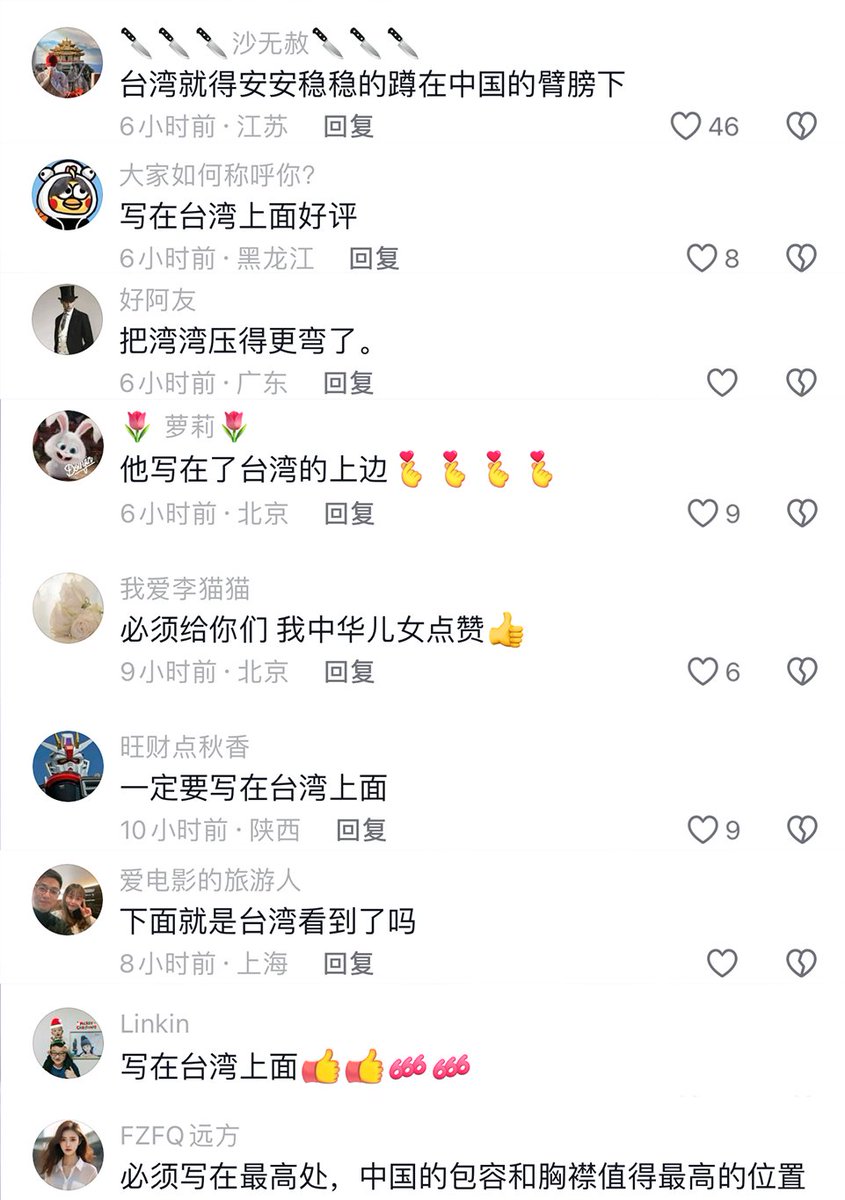 沙无赦
台湾就得安安稳稳的蹲在中国的臂膀下
6小时前·江苏 回复 46
大家如何称呼你?
写在台湾上面好评
6小时前·黑龙江 回复 8
好阿友
把湾湾压得更弯了。
6小时前·广东 回复
萝莉
他写在了台湾的上边
6小时前·北京 回复 9
我爱李猫猫
必须给你们 我中华儿女点赞
9小时前·北京 回复 6
旺财点秋香
一定要写在台湾上面
10小时前·陕西 回复 9
爱电影的旅游人
下面就是台湾看到了吗
8小时前·上海 回复
Linkin
写在台湾上面👍👍666 666
FZFQ远方
必须写在最高处，中国的包容和胸襟值得最高的位置